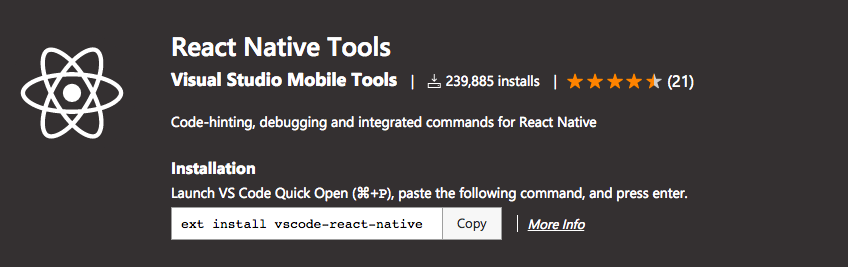 React Native Tools
Visual Studio Mobile Tools | 239,885 installs | (21)
Code-hinting, debugging and integrated commands for React Native
Installation
Launch VS Code Quick Open (⌘+P), paste the following command, and press enter.
ext install vscode-react-native Copy | More Info